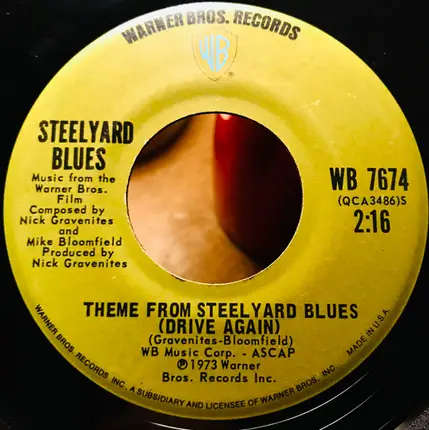 WARNER BROS. RECORDS
WB
®
STEELYARD
BLUES
Music from the
Warner Bros.
Film
Composed by
Nick Gravenites
and
Mike Bloomfield
Produced by
Nick Gravenites
WB 7674
(QCA3486)S
2:16
THEME FROM STEELYARD BLUES
(DRIVE AGAIN)
(Gravenites-Bloomfield)
WB Music Corp. - ASCAP
℗1973 Warner
Bros. Records Inc.
WARNER BROS. RECORDS INC., A SUBSIDIARY AND LICENSEE OF WARNER BROS. INC.
MADE IN U.S.A.